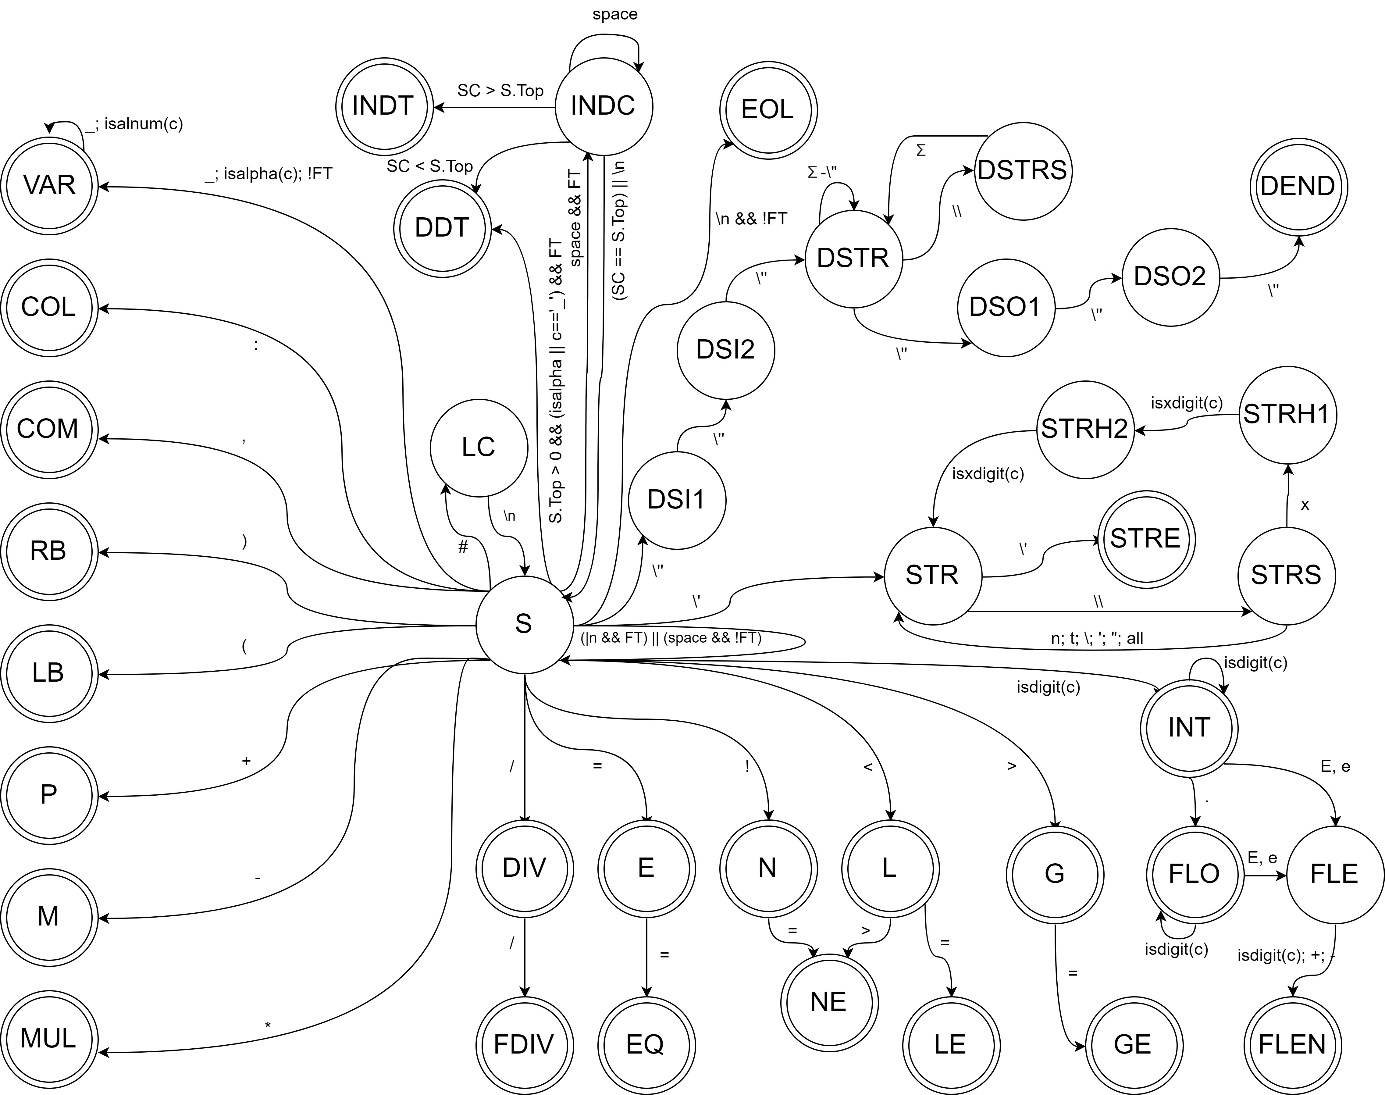 space
INDT
SC > S.Top
INDC
EOL
_; isalnum(c)
VAR
_; isalpha(c); !FT
SC < S.Top
DDT
S.Top > 0 && (isalpha || c=='_') && FT
space && FT
(SC == S.Top) || \n
\n && !FT
Σ -\"
Σ
DSTRS
DEND
\\
DSTR
DSO1
DSO2
\"
\"
\"
\"
COL
:
DSI2
\"
DSI1
\"
COM
,
LC
\n
#
STRH2
isxdigit(c)
STRH1
isxdigit(c)
x
RB
)
STR
\'
STRE
STRS
\\
n; t; \; '; "; all
S
\'
(|n && FT) || (space && !FT)
LB
(
isdigit(c)
isdigit(c)
INT
P
+
/
=
!
<
>
.
E, e
M
-
DIV
E
N
L
G
FLO
E, e
FLE
isdigit(c)
isdigit(c); +; -
/
=
=
>
=
=
MUL
*
FDIV
EQ
NE
LE
GE
FLEN